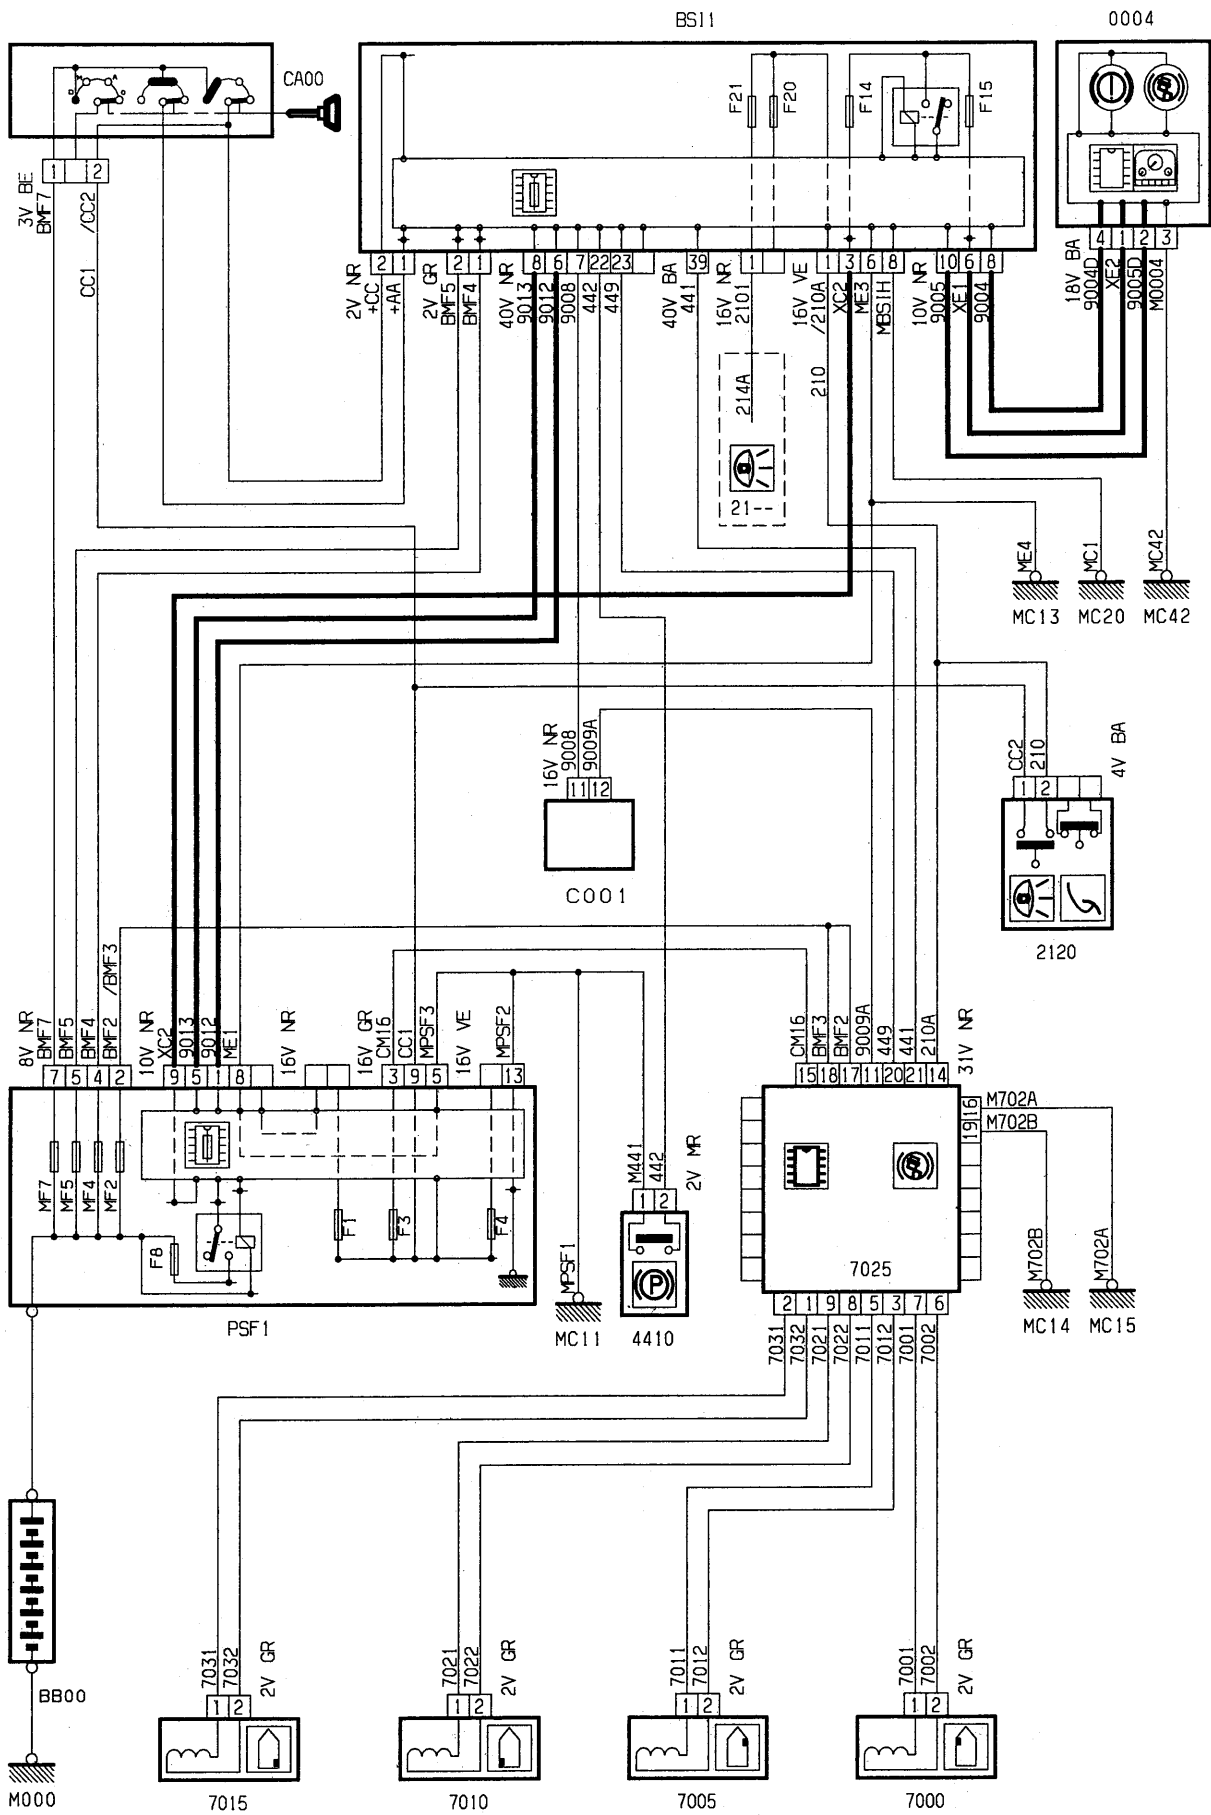 BSI1
0004
CA00
F21
F20
F14
F15
1
2
3V BE
BMF7
/CC2
CC1
2
1
2
1
8
6
7
22
23
39
1
1
3
6
8
10
6
8
4
1
2
3
2V NR
+CC
+AA
2V GR
BMF5
BMF4
40V NR
9013
9012
9008
442
449
40V BA
441
16V NR
2101
16V VE
/210A
XC2
ME3
MBSIH
10V NR
9005
XE1
9004
18V BA
9004D
XE2
9005D
M0004
214A
210
21--
ME4
MC1
MC42
MC13
MC20
MC42
16V NR
9008
9009A
11
12
C001
CC2
210
4V BA
1
2
2120
8V NR
BMF7
BMF5
BMF4
BMF2
/BMF3
10V NR
XC2
9013
9012
ME1
16V NR
16V GR
CM16
CC1
MPSF3
16V VE
MPSF2
7
5
4
2
9
5
1
8
3
9
5
13
MF7
MF5
MF4
MF2
F8
F1
F3
F4
PSF1
MPSF1
MC11
M441
442
2V MR
1
2
P
4410
CM16
BMF3
BMF2
9009A
449
441
210A
31V NR
15
18
17
11
20
21
14
16
M702A
19
M702B
7025
M702B
M702A
MC14
MC15
2
1
9
8
5
3
7
6
7031
7032
7021
7022
7011
7012
7001
7002
BB00
M000
7031
7032
2V GR
1
2
7015
7021
7022
2V GR
1
2
7010
7011
7012
2V GR
1
2
7005
7001
7002
2V GR
1
2
7000